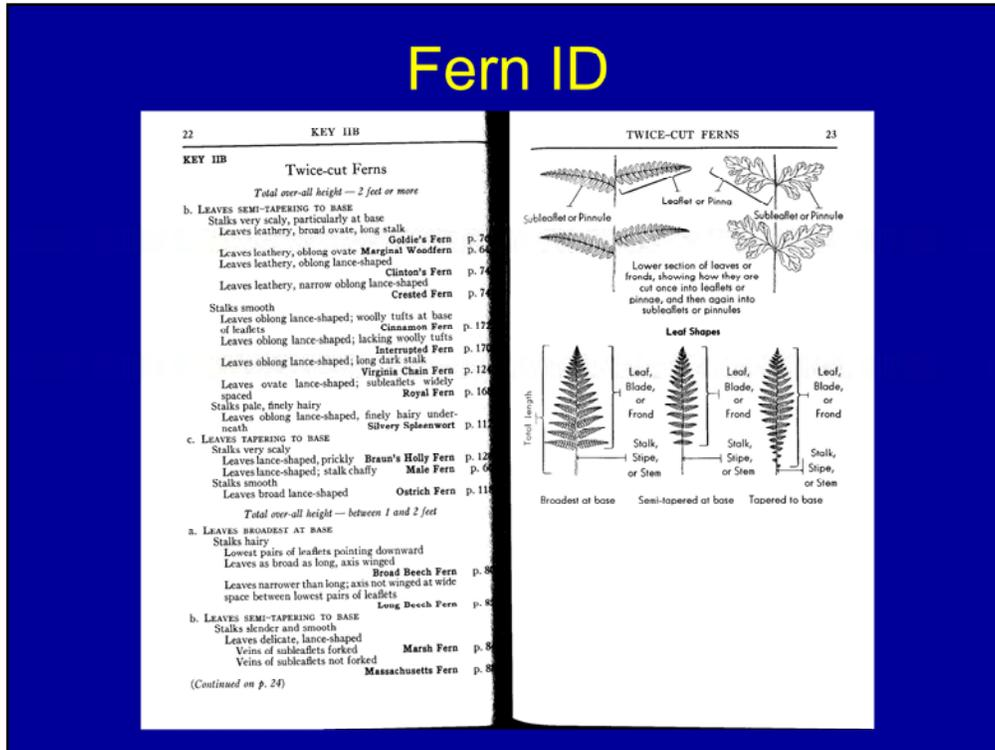 Fern ID
22 KEY IIB
KEY IIB
Twice-cut Ferns
Total over-all height — 2 feet or more
b. LEAVES SEMI-TAPERING TO BASE
Stalks very scaly, particularly at base
Leaves leathery, broad ovate, long stalk
Goldie's Fern p.
Leaves leathery, oblong ovate Marginal Woodfern p.
Leaves leathery, oblong lance-shaped
Clinton's Fern p.
Leaves leathery, narrow oblong lance-shaped
Crested Fern p.
Stalks smooth
Leaves oblong lance-shaped; woolly tufts at base
of leaflets Cinnamon Fern p.
Leaves oblong lance-shaped; lacking woolly tufts
Interrupted Fern p.
Leaves oblong lance-shaped; long dark stalk
Virginia Chain Fern p.
Leaves ovate lance-shaped; subleaflets widely
spaced Royal Fern p.
Stalks pale, finely hairy
Leaves oblong lance-shaped, finely hairy under-
neath Silvery Spleenwort p.
c. LEAVES TAPERING TO BASE
Stalks very scaly
Leaves lance-shaped, prickly Braun's Holly Fern p.
Leaves lance-shaped; stalk chaffy Male Fern p.
Stalks smooth
Leaves broad lance-shaped Ostrich Fern p.
Total over-all height — between 1 and 2 feet
a. LEAVES BROADEST AT BASE
Stalks hairy
Lowest pairs of leaflets pointing downward
Leaves as broad as long, axis winged
Broad Beech Fern p.
Leaves narrower than long; axis not winged at wide
space between lowest pairs of leaflets
Long Beech Fern p.
b. LEAVES SEMI-TAPERING TO BASE
Stalks slender and smooth
Leaves delicate, lance-shaped
Veins of subleaflets forked Marsh Fern p.
Veins of subleaflets not forked
Massachusetts Fern p.
(Continued on p. 24)
TWICE-CUT FERNS 23
Leaflet or Pinna
Subleaflet or Pinnule Subleaflet or Pinnule
Lower section of leaves or
fronds, showing how they are
cut once into leaflets or
pinnae, and then again into
subleaflets or pinnules
Leaf Shapes
Total length
Leaf,
Blade,
or
Frond
Stalk,
Stipe,
or Stem
Broadest at base
Leaf,
Blade,
or
Frond
Stalk,
Stipe,
or Stem
Semi-tapered at base
Leaf,
Blade,
or
Frond
Stalk,
Stipe,
or Stem
Tapered to base